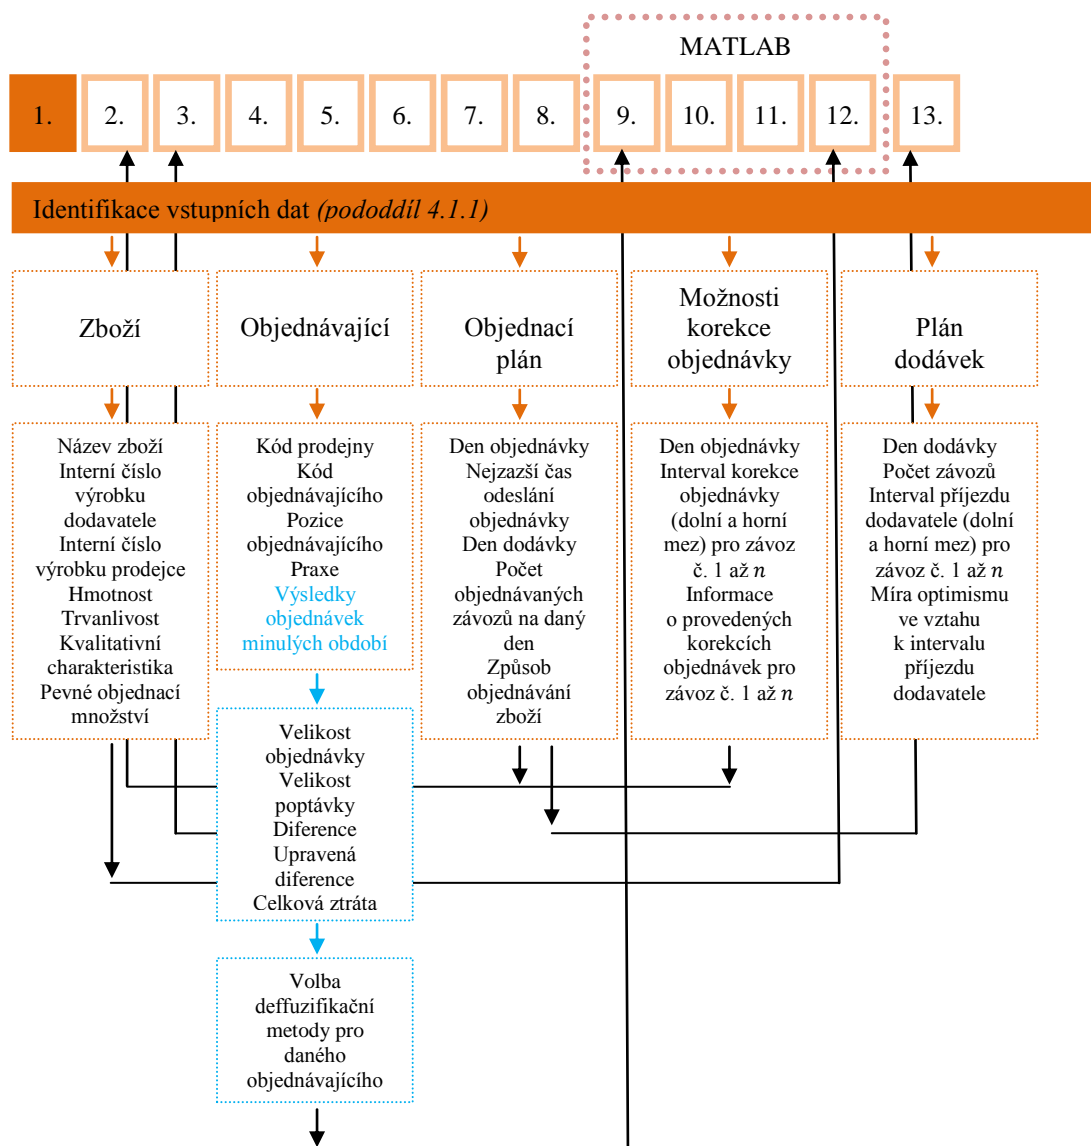 MATLAB
1.
2.
3.
4.
5.
6.
7.
8.
9.
10.
11.
12.
13.
Identifikace vstupních dat (pododdíl 4.1.1)
Zboží
Objednávající
Objednací
plán
Možnosti
korekce
objednávky
Plán
dodávek
Název zboží
Interní číslo
výrobku
dodavatele
Interní číslo
výrobku prodejce
Hmotnost
Trvanlivost
Kvalitativní
charakteristika
Pevné objednací
množství
Kód prodejny
Kód
objednávajícího
Pozice
objednávajícího
Praxe
Výsledky
objednávek
minulých období
Den objednávky
Nejzazší čas
odeslání
objednávky
Den dodávky
Počet
objednávaných
závozů na daný
den
Způsob
objednávání
zboží
Den objednávky
Interval korekce
objednávky
(dolní a horní
mez) pro závoz
č. 1 až n
Informace
o provedených
korekcích
objednávek pro
závoz č. 1 až n
Den dodávky
Počet závozů
Interval příjezdu
dodavatele (dolní
a horní mez) pro
závoz č. 1 až n
Míra optimismu
ve vztahu
k intervalu
příjezdu
dodavatele
Velikost
objednávky
Velikost
poptávky
Diference
Upravená
diference
Celková ztráta
Volba
deffuzifikační
metody pro
daného
objednávajícího